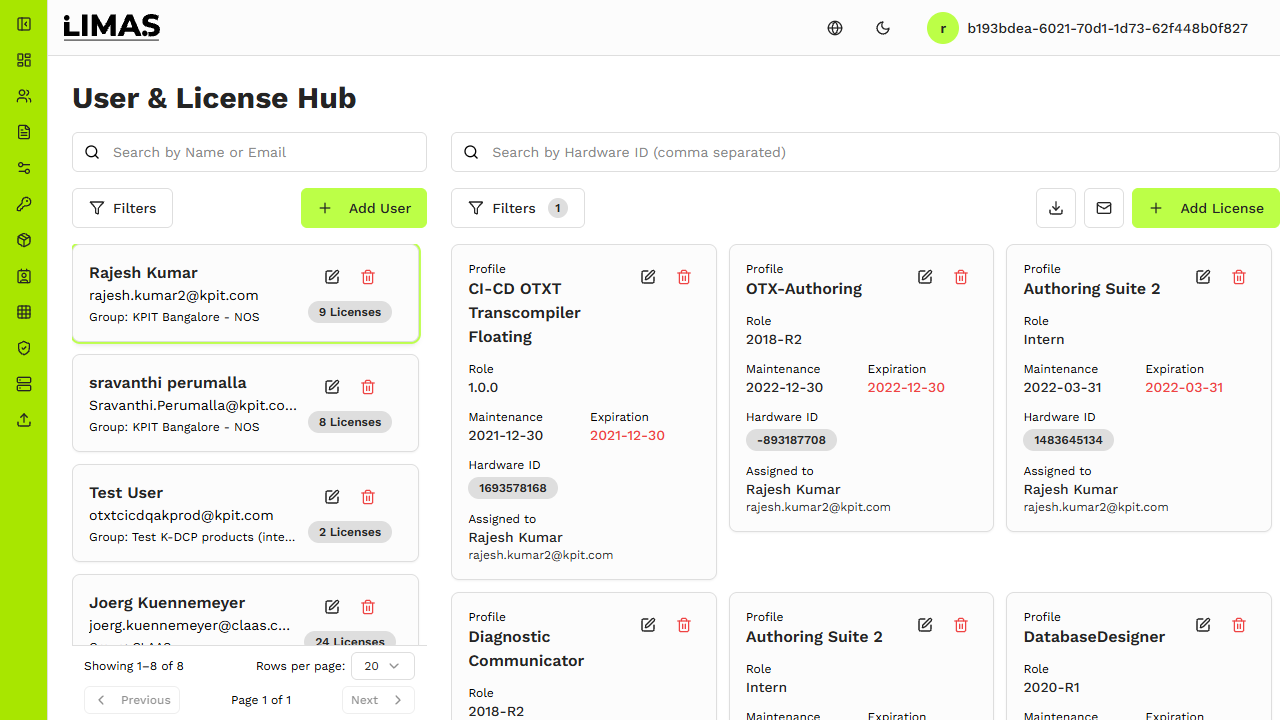 LIMAS
r
b193bdea-6021-70d1-1d73-62f448b0f827
User & License Hub
Search by Name or Email
Filters
Add User
Rajesh Kumar
rajesh.kumar2@kpit.com
Group: KPIT Bangalore - NOS
9 Licenses
sravanthi perumalla
Sravanthi.Perumalla@kpit.co...
Group: KPIT Bangalore - NOS
8 Licenses
Test User
otxtcicdqakprod@kpit.com
Group: Test K-DCP products (inte...
2 Licenses
Joerg Kuennemeyer
joerg.kuennemeyer@claas.c...
24 Licenses
Showing 1–8 of 8
Rows per page:
20
Previous
Page 1 of 1
Next
Search by Hardware ID (comma separated)
Filters
1
Add License
Profile
CI-CD OTXT
Transcompiler
Floating
Role
1.0.0
Maintenance
Expiration
2021-12-30
2021-12-30
Hardware ID
1693578168
Assigned to
Rajesh Kumar
rajesh.kumar2@kpit.com
Profile
OTX-Authoring
Role
2018-R2
Maintenance
Expiration
2022-12-30
2022-12-30
Hardware ID
-893187708
Assigned to
Rajesh Kumar
rajesh.kumar2@kpit.com
Profile
Authoring Suite 2
Role
Intern
Maintenance
Expiration
2022-03-31
2022-03-31
Hardware ID
1483645134
Assigned to
Rajesh Kumar
rajesh.kumar2@kpit.com
Profile
Diagnostic
Communicator
Role
2018-R2
Profile
Authoring Suite 2
Role
Intern
Maintenance
Expiration
Profile
DatabaseDesigner
Role
2020-R1
Maintenance
Expiration